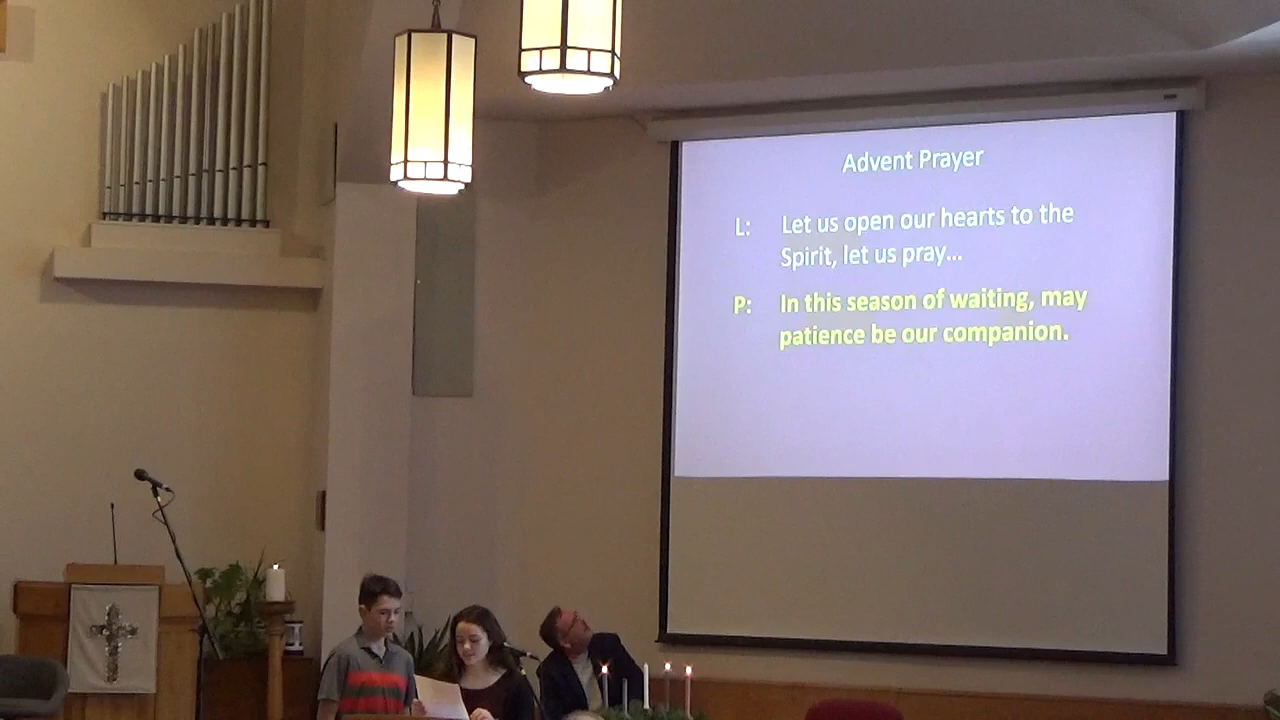 Advent Prayer
L: Let us open our hearts to the
Spirit, let us pray...
P: In this season of waiting, may
patience be our companion.